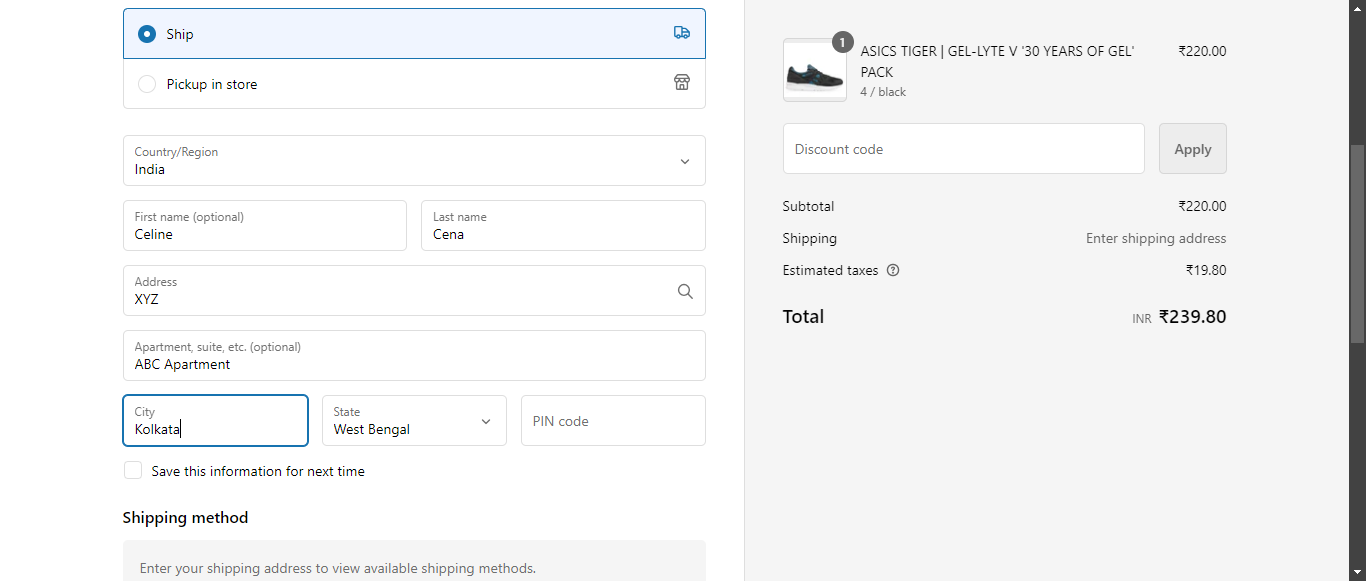 Ship
Pickup in store
Country/Region
India
First name (optional)
Celine
Last name
Cena
Address
XYZ
Apartment, suite, etc. (optional)
ABC Apartment
City
Kolkata
State
West Bengal
PIN code
Save this information for next time
Shipping method
Enter your shipping address to view available shipping methods.
1
ASICS TIGER | GEL-LYTE V '30 YEARS OF GEL'
PACK
4 / black
₹220.00
Discount code
Apply
Subtotal ₹220.00
Shipping Enter shipping address
Estimated taxes ? ₹19.80
Total INR ₹239.80